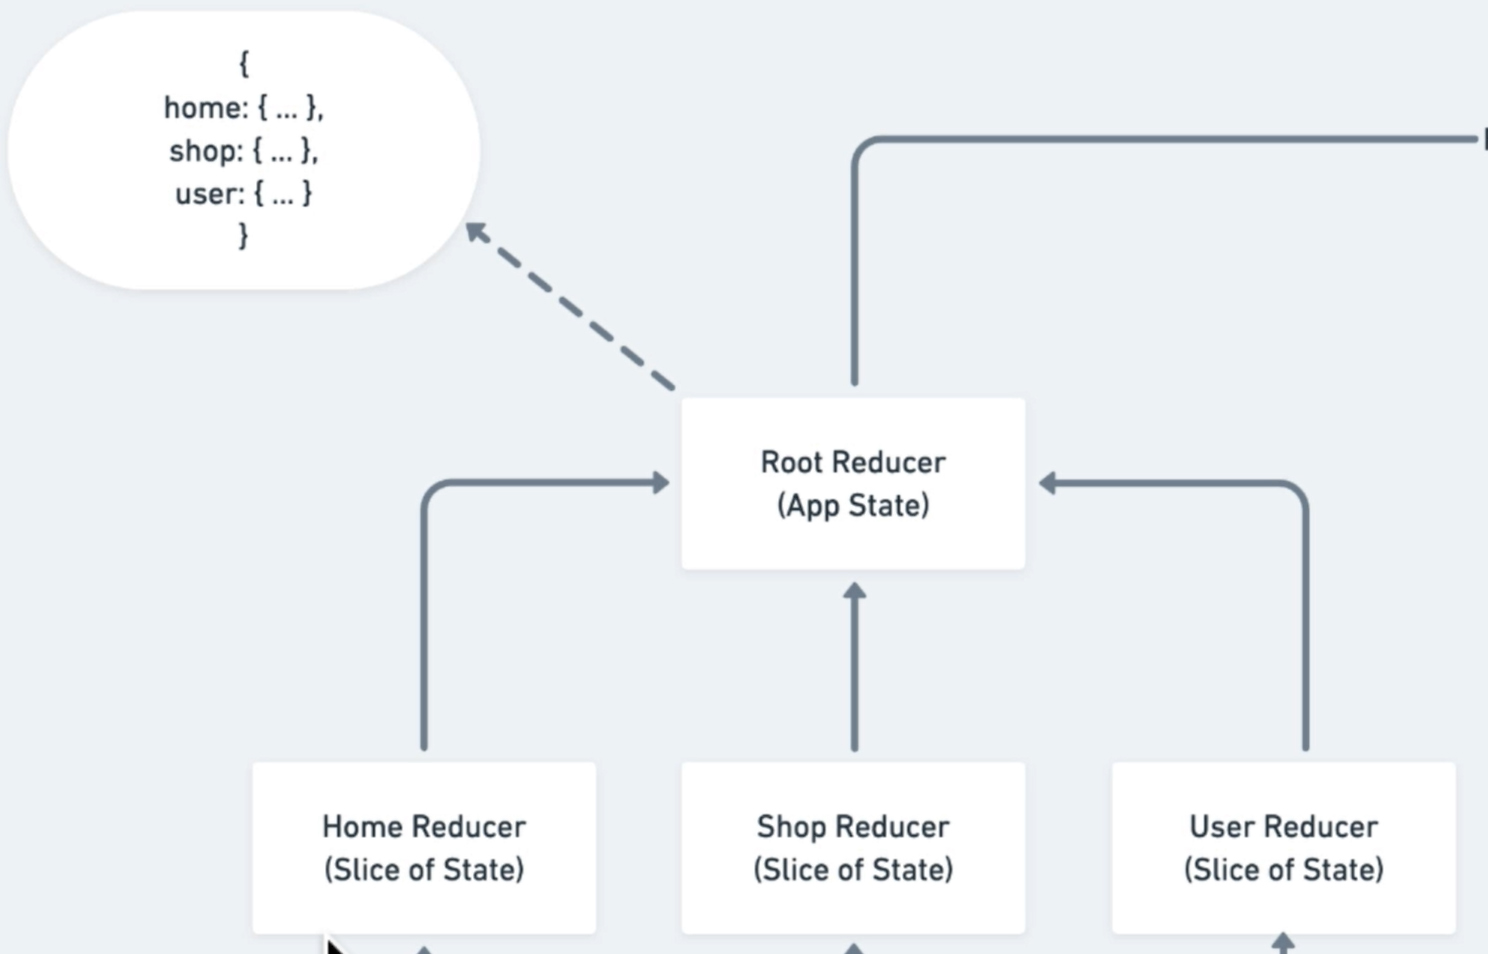 {
home: { ... },
shop: { ... },
user: { ... }
}
Root Reducer
(App State)
Home Reducer
(Slice of State)
Shop Reducer
(Slice of State)
User Reducer
(Slice of State)